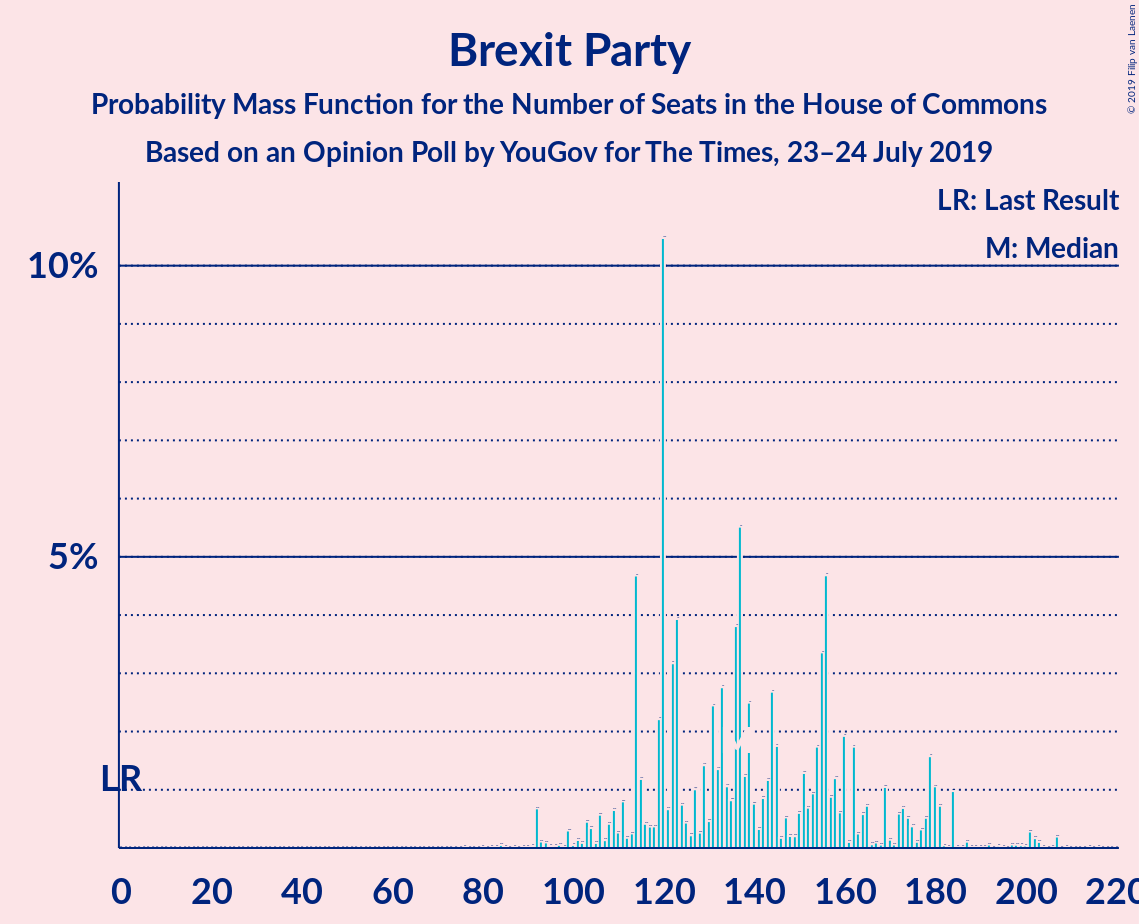 © 2019 Filip van Laenen
Brexit Party
Probability Mass Function for the Number of Seats in the House of Commons
Based on an Opinion Poll by YouGov for The Times, 23–24 July 2019
LR: Last Result
M: Median
10%
5%
LR
0 20 40 60 80 100 120 140 160 180 200 220